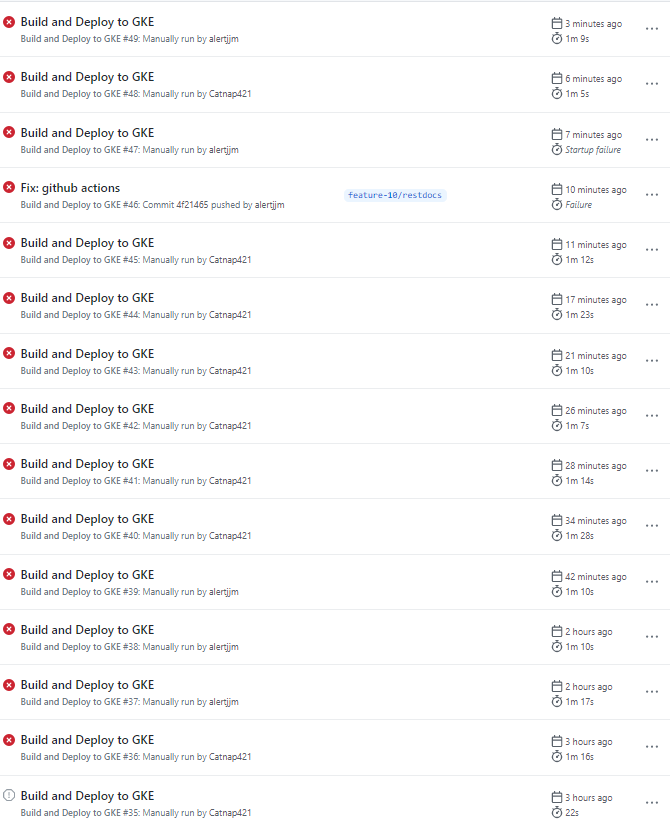 Build and Deploy to GKE
3 minutes ago
Build and Deploy to GKE #49: Manually run by alertjjm
1m 9s
Build and Deploy to GKE
6 minutes ago
Build and Deploy to GKE #48: Manually run by Catnap421
1m 5s
Build and Deploy to GKE
7 minutes ago
Build and Deploy to GKE #47: Manually run by alertjjm
Startup failure
Fix: github actions
feature-10/restdocs
10 minutes ago
Build and Deploy to GKE #46: Commit 4f21465 pushed by alertjjm
Failure
Build and Deploy to GKE
11 minutes ago
Build and Deploy to GKE #45: Manually run by Catnap421
1m 12s
Build and Deploy to GKE
17 minutes ago
Build and Deploy to GKE #44: Manually run by Catnap421
1m 23s
Build and Deploy to GKE
21 minutes ago
Build and Deploy to GKE #43: Manually run by Catnap421
1m 10s
Build and Deploy to GKE
26 minutes ago
Build and Deploy to GKE #42: Manually run by Catnap421
1m 7s
Build and Deploy to GKE
28 minutes ago
Build and Deploy to GKE #41: Manually run by Catnap421
1m 14s
Build and Deploy to GKE
34 minutes ago
Build and Deploy to GKE #40: Manually run by Catnap421
1m 28s
Build and Deploy to GKE
42 minutes ago
Build and Deploy to GKE #39: Manually run by alertjjm
1m 10s
Build and Deploy to GKE
2 hours ago
Build and Deploy to GKE #38: Manually run by alertjjm
1m 10s
Build and Deploy to GKE
2 hours ago
Build and Deploy to GKE #37: Manually run by alertjjm
1m 17s
Build and Deploy to GKE
3 hours ago
Build and Deploy to GKE #36: Manually run by Catnap421
1m 16s
Build and Deploy to GKE
3 hours ago
Build and Deploy to GKE #35: Manually run by Catnap421
22s